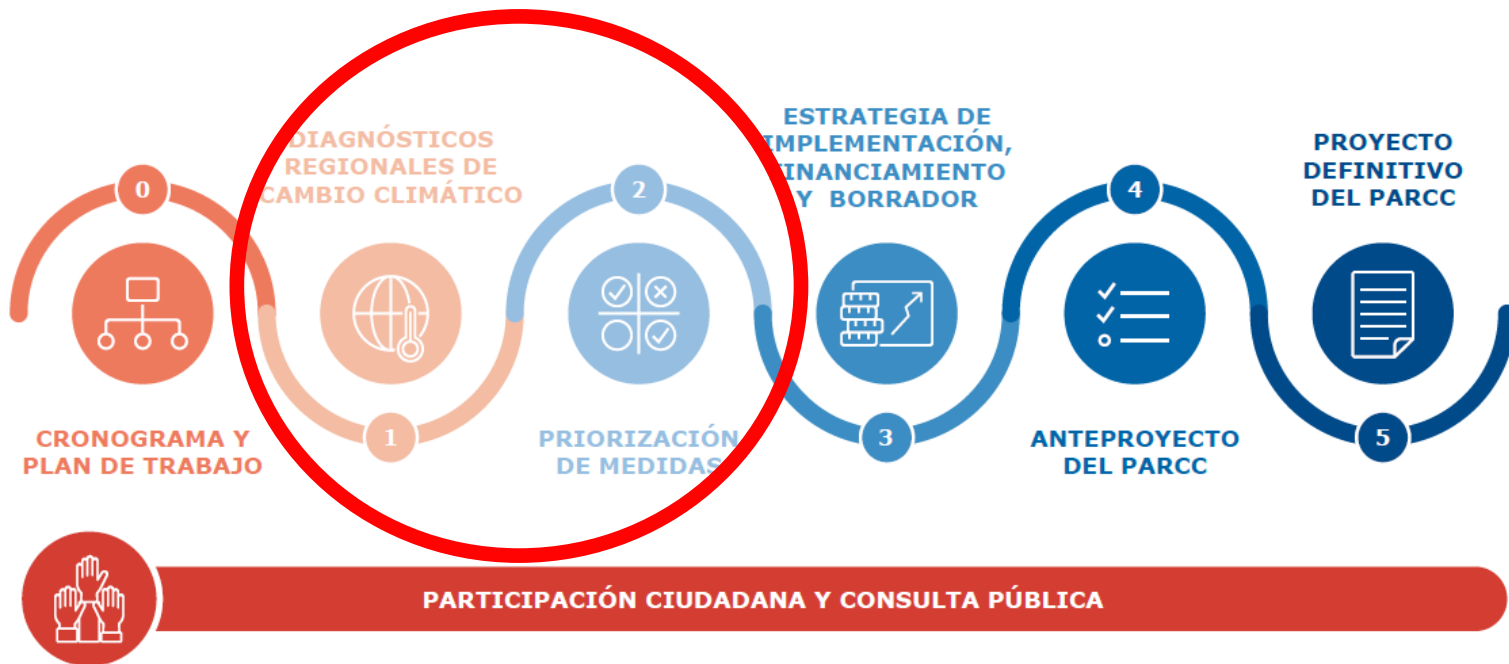 0
CRONOGRAMA Y
PLAN DE TRABAJO
DIAGNÓSTICOS
REGIONALES DE
CAMBIO CLIMÁTICO
1
2
PRIORIZACIÓN
DE MEDIDAS
ESTRATEGIA DE
IMPLEMENTACIÓN,
FINANCIAMIENTO
Y BORRADOR
3
4
ANTEPROYECTO
DEL PARCC
PROYECTO
DEFINITIVO
DEL PARCC
5
PARTICIPACIÓN CIUDADANA Y CONSULTA PÚBLICA